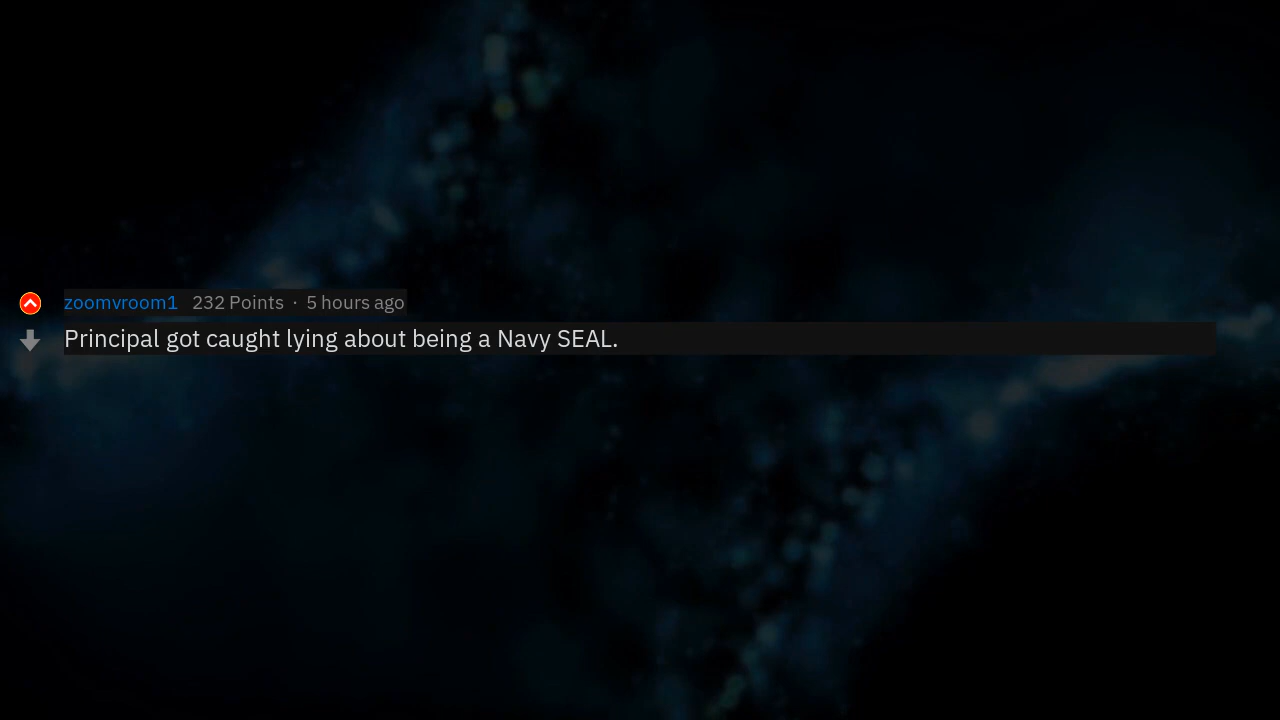 zoomvroom1 232 Points · 5 hours ago
Principal got caught lying about being a Navy SEAL.